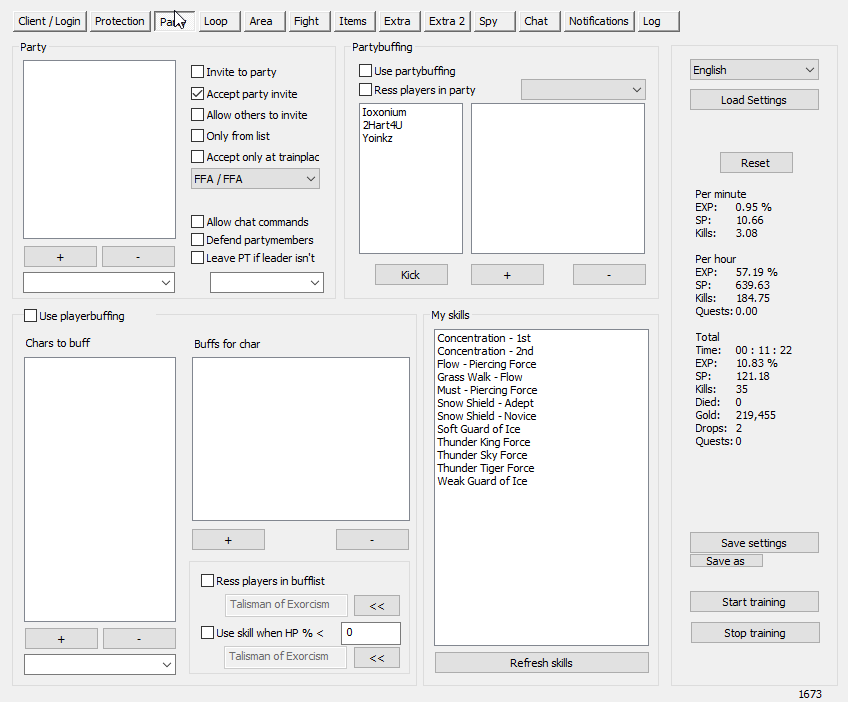 Client / Login Protection Party Loop Area Fight Items Extra Extra 2 Spy Chat Notifications Log
Party
Invite to party
Accept party invite
Allow others to invite
Only from list
Accept only at trainplac
FFA / FFA
Allow chat commands
Defend partymembers
Leave PT if leader isn't
+ -
Partybuffing
Use partybuffing
Ress players in party
Ioxonium
2Hart4U
Yoinkz
Kick + -
Use playerbuffing
Chars to buff
+ -
Buffs for char
+ -
Ress players in bufflist
Talisman of Exorcism <<
Use skill when HP % < 0
Talisman of Exorcism <<
My skills
Concentration - 1st
Concentration - 2nd
Flow - Piercing Force
Grass Walk - Flow
Must - Piercing Force
Snow Shield - Adept
Snow Shield - Novice
Soft Guard of Ice
Thunder King Force
Thunder Sky Force
Thunder Tiger Force
Weak Guard of Ice
Refresh skills
English
Load Settings
Reset
Per minute
EXP: 0.95 %
SP: 10.66
Kills: 3.08
Per hour
EXP: 57.19 %
SP: 639.63
Kills: 184.75
Quests: 0.00
Total
Time: 00 : 11 : 22
EXP: 10.83 %
SP: 121.18
Kills: 35
Died: 0
Gold: 219,455
Drops: 2
Quests: 0
Save settings
Save as
Start training
Stop training
1673